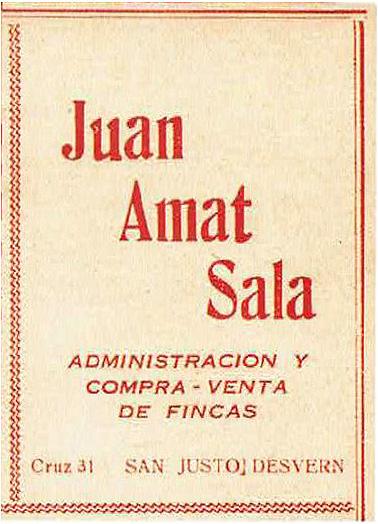 Juan
Amat
Sala
ADMINISTRACION Y
COMPRA - VENTA
DE FINCAS
Cruz 31 SAN JUSTO DESVERN